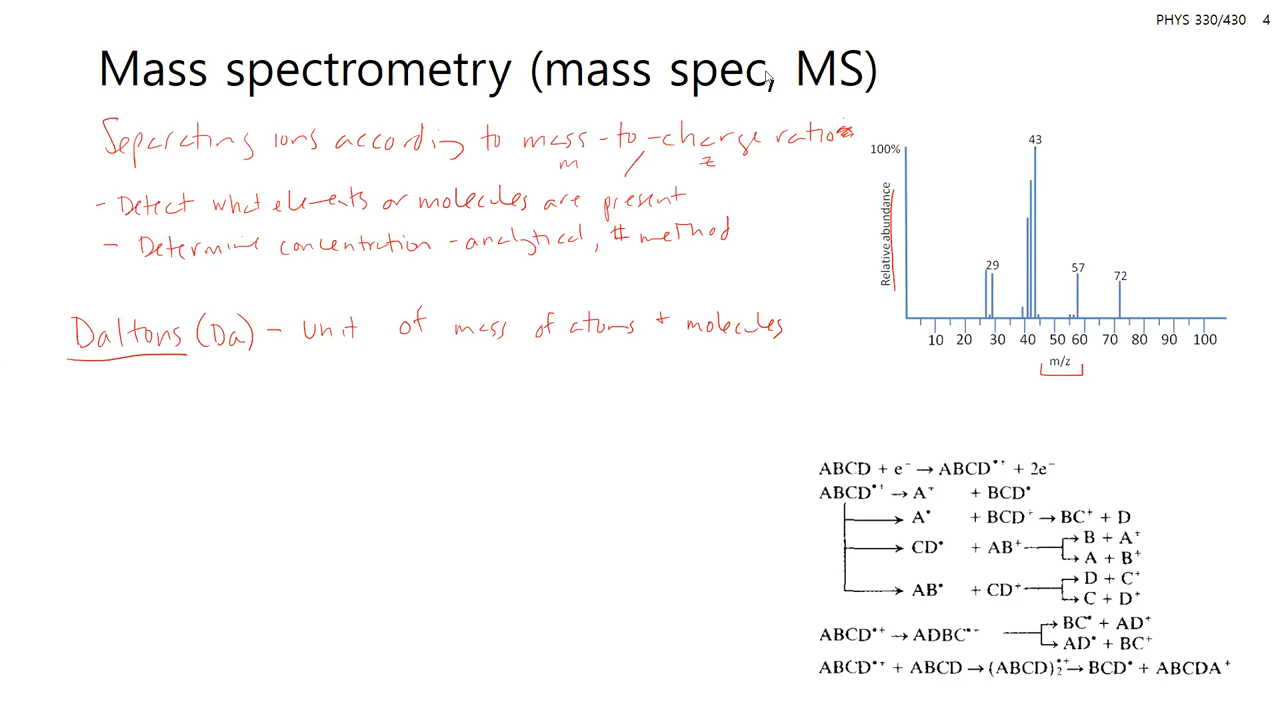 PHYS 330/430 4
Mass spectrometry (mass spec, MS)
Separating ions according to mass-to-charge ratio
m / z
- Detect what elements or molecules are present
- Determine concentration - analytical, # method
Daltons (Da) - unit of mass of atoms + molecules
100%
Relative abundance
43
29
57
72
10 20 30 40 50 60 70 80 90 100
m/z
ABCD + e⁻ → ABCD•⁺ + 2e⁻
ABCD•⁺ → A⁺ + BCD•
→ A• + BCD⁺ → BC⁺ + D
→ CD• + AB⁺ → B + A⁺
→ A + B⁺
→ AB• + CD⁺ → D + C⁺
→ C + D⁺
ABCD•⁺ → ADBC•⁺ → BC• + AD⁺
→ AD• + BC⁺
ABCD•⁺ + ABCD → (ABCD)₂•⁺ → BCD• + ABCDA⁺